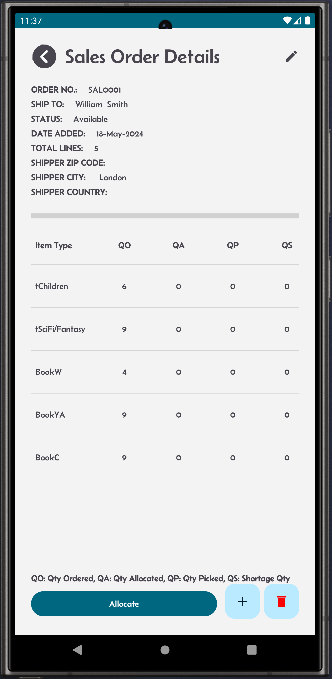 11:37
Sales Order Details
ORDER NO.: SAL0001
SHIP TO: William Smith
STATUS: Available
DATE ADDED: 18-May-2024
TOTAL LINES: 5
SHIPPER ZIP CODE:
SHIPPER CITY: London
SHIPPER COUNTRY:
Item Type QO QA QP QS
tChildren 6 0 0 0
tSciFi/Fantasy 9 0 0 0
BookW 4 0 0 0
BookYA 9 0 0 0
BookC 9 0 0 0
QO: Qty Ordered, QA: Qty Allocated, QP: Qty Picked, QS: Shortage Qty
Allocate +